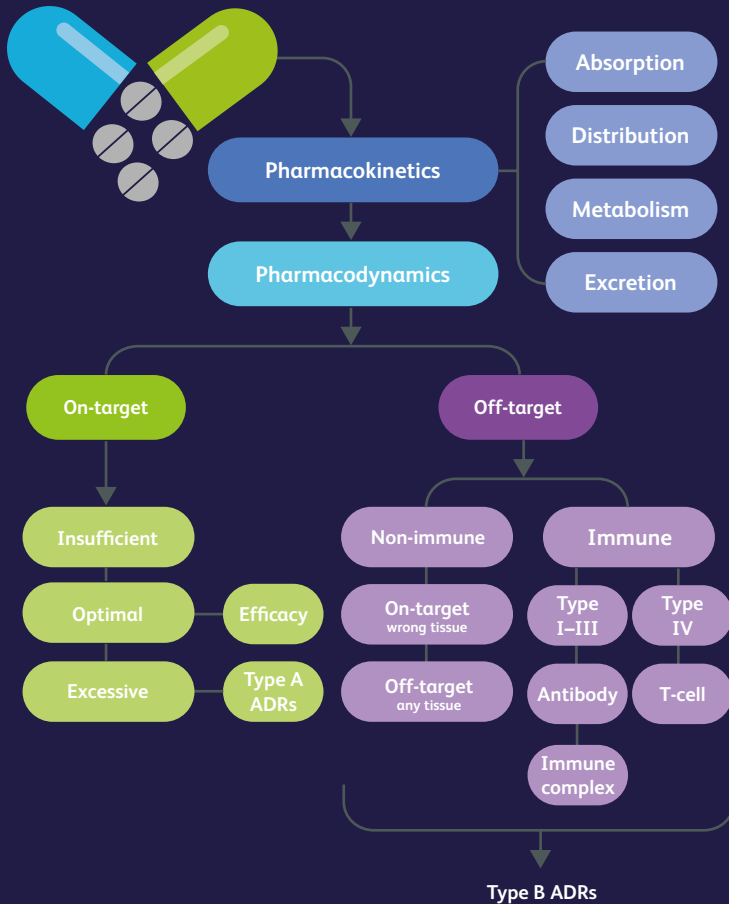 Absorption
Distribution
Pharmacokinetics
Metabolism
Pharmacodynamics
Excretion
On-target
Off-target
Insufficient
Optimal
Efficacy
Excessive
Type A
ADRs
Non-immune
On-target
wrong tissue
Off-target
any tissue
Immune
Type
I–III
Antibody
Immune
complex
Type
IV
T-cell
Type B ADRs